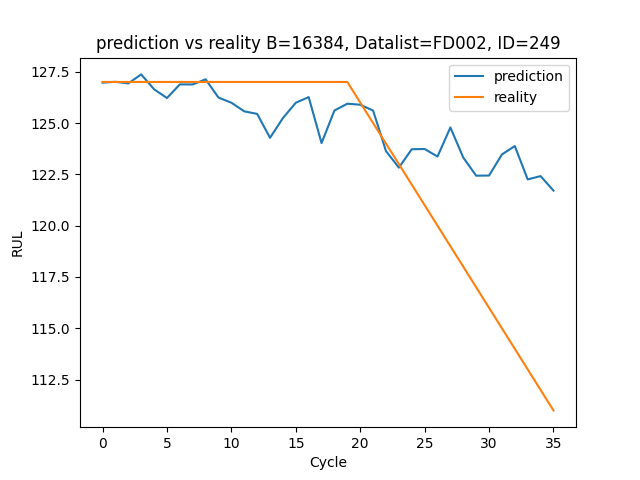 prediction vs reality B=16384, Datalist=FD002, ID=249
prediction
reality
127.5
125.0
122.5
120.0
117.5
115.0
112.5
RUL
0 5 10 15 20 25 30 35
Cycle